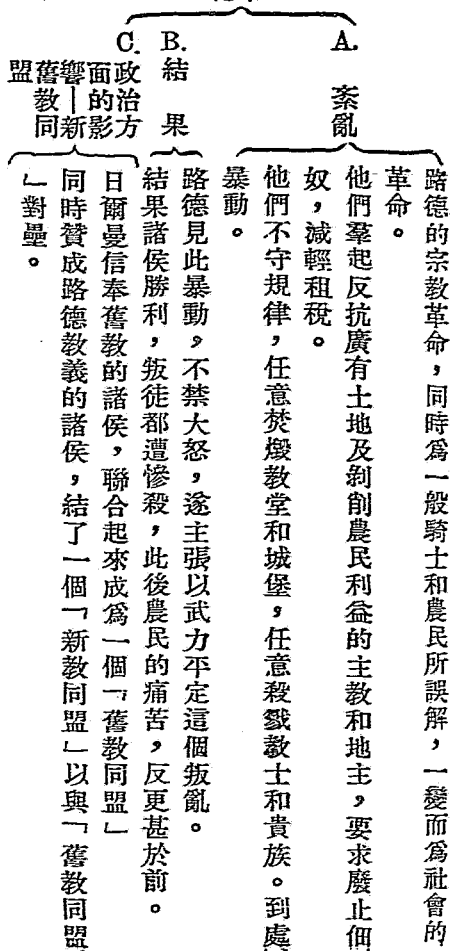 A. 紊亂
路德的宗教革命，同時爲一般騎士和農民所誤解，一變而爲社會的
革命。
他們羣起反抗廣有土地及剝削農民利益的主教和地主，要求廢止佃
奴，減輕租稅。
他們不守規律，任意焚燬教堂和城堡，任意殺戮教士和貴族。到處
暴動。
B. 結果
路德見此暴動，不禁大怒，遂主張以武力平定這個叛亂。
結果諸侯勝利，叛徒都遭慘殺，此後農民的痛苦，反更甚於前。
C. 政治方
面的影
響—新
舊教同
盟
日爾曼信奉舊教的諸侯，聯合起來成爲一個「舊教同盟」
同時贊成路德教義的諸侯，結了一個「新教同盟」以與「舊教同盟
」對壘。